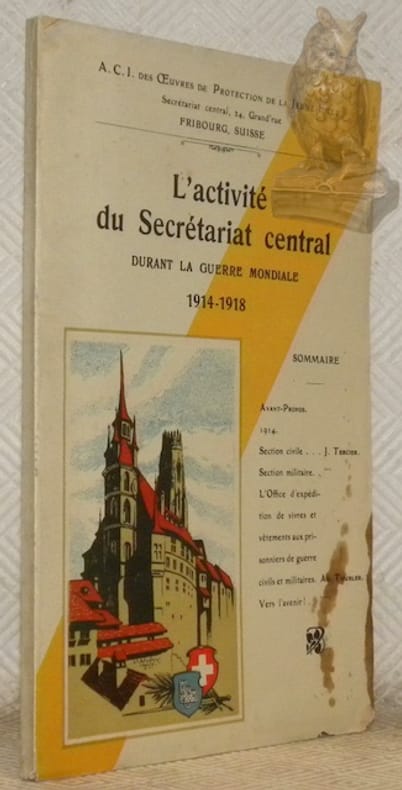 A. C. J. DES ŒUVRES DE PROTECTION DE LA JEUNE
Secrétariat central, 24, Grand'rue
FRIBOURG, SUISSE
L'activité
du Secrétariat central
DURANT LA GUERRE MONDIALE
1914-1918
SOMMAIRE
AVANT-PROPOS.
1914.
Section civile . . . J. TERCIER.
Section militaire. .
L'Office d'expédi-
tion de vivres et
vêtements aux pri-
sonniers de guerre
civils et militaires.
Vers l'avenir!